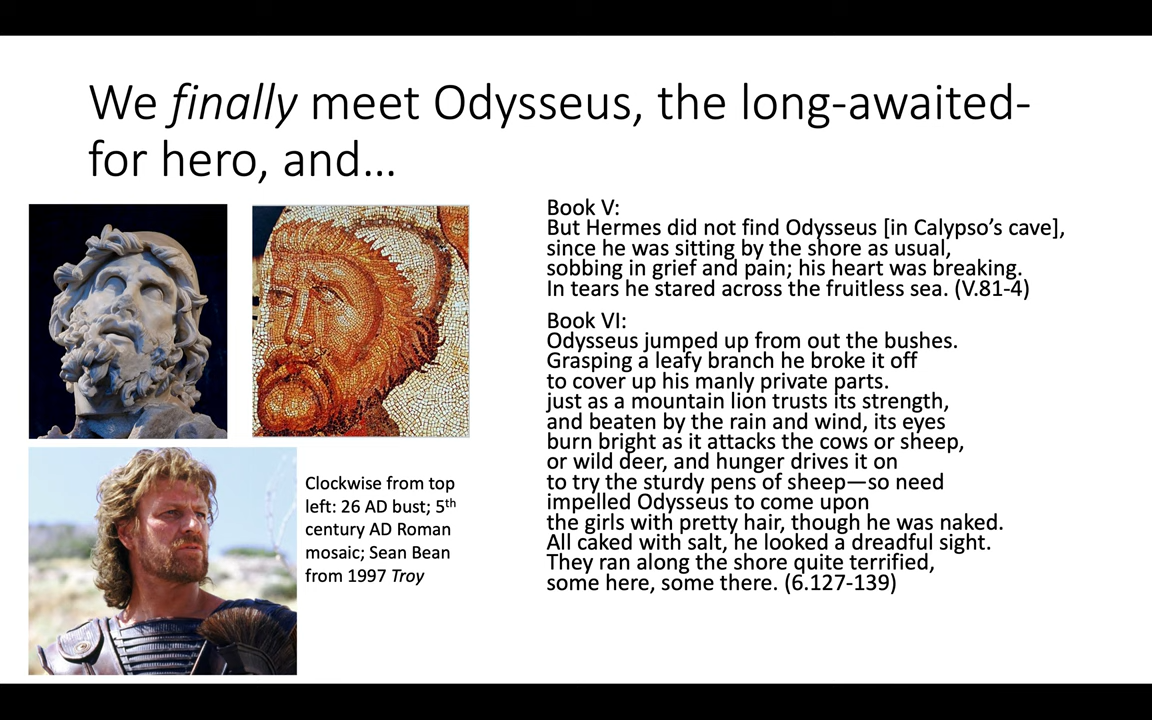 We finally meet Odysseus, the long-awaited-
for hero, and...
Clockwise from top
left: 26 AD bust; 5th
century AD Roman
mosaic; Sean Bean
from 1997 Troy
Book V:
But Hermes did not find Odysseus [in Calypso’s cave],
since he was sitting by the shore as usual,
sobbing in grief and pain; his heart was breaking.
In tears he stared across the fruitless sea. (V.81-4)
Book VI:
Odysseus jumped up from out the bushes.
Grasping a leafy branch he broke it off
to cover up his manly private parts.
just as a mountain lion trusts its strength,
and beaten by the rain and wind, its eyes
burn bright as it attacks the cows or sheep,
or wild deer, and hunger drives it on
to try the sturdy pens of sheep—so need
impelled Odysseus to come upon
the girls with pretty hair, though he was naked.
All caked with salt, he looked a dreadful sight.
They ran along the shore quite terrified,
some here, some there. (6.127-139)